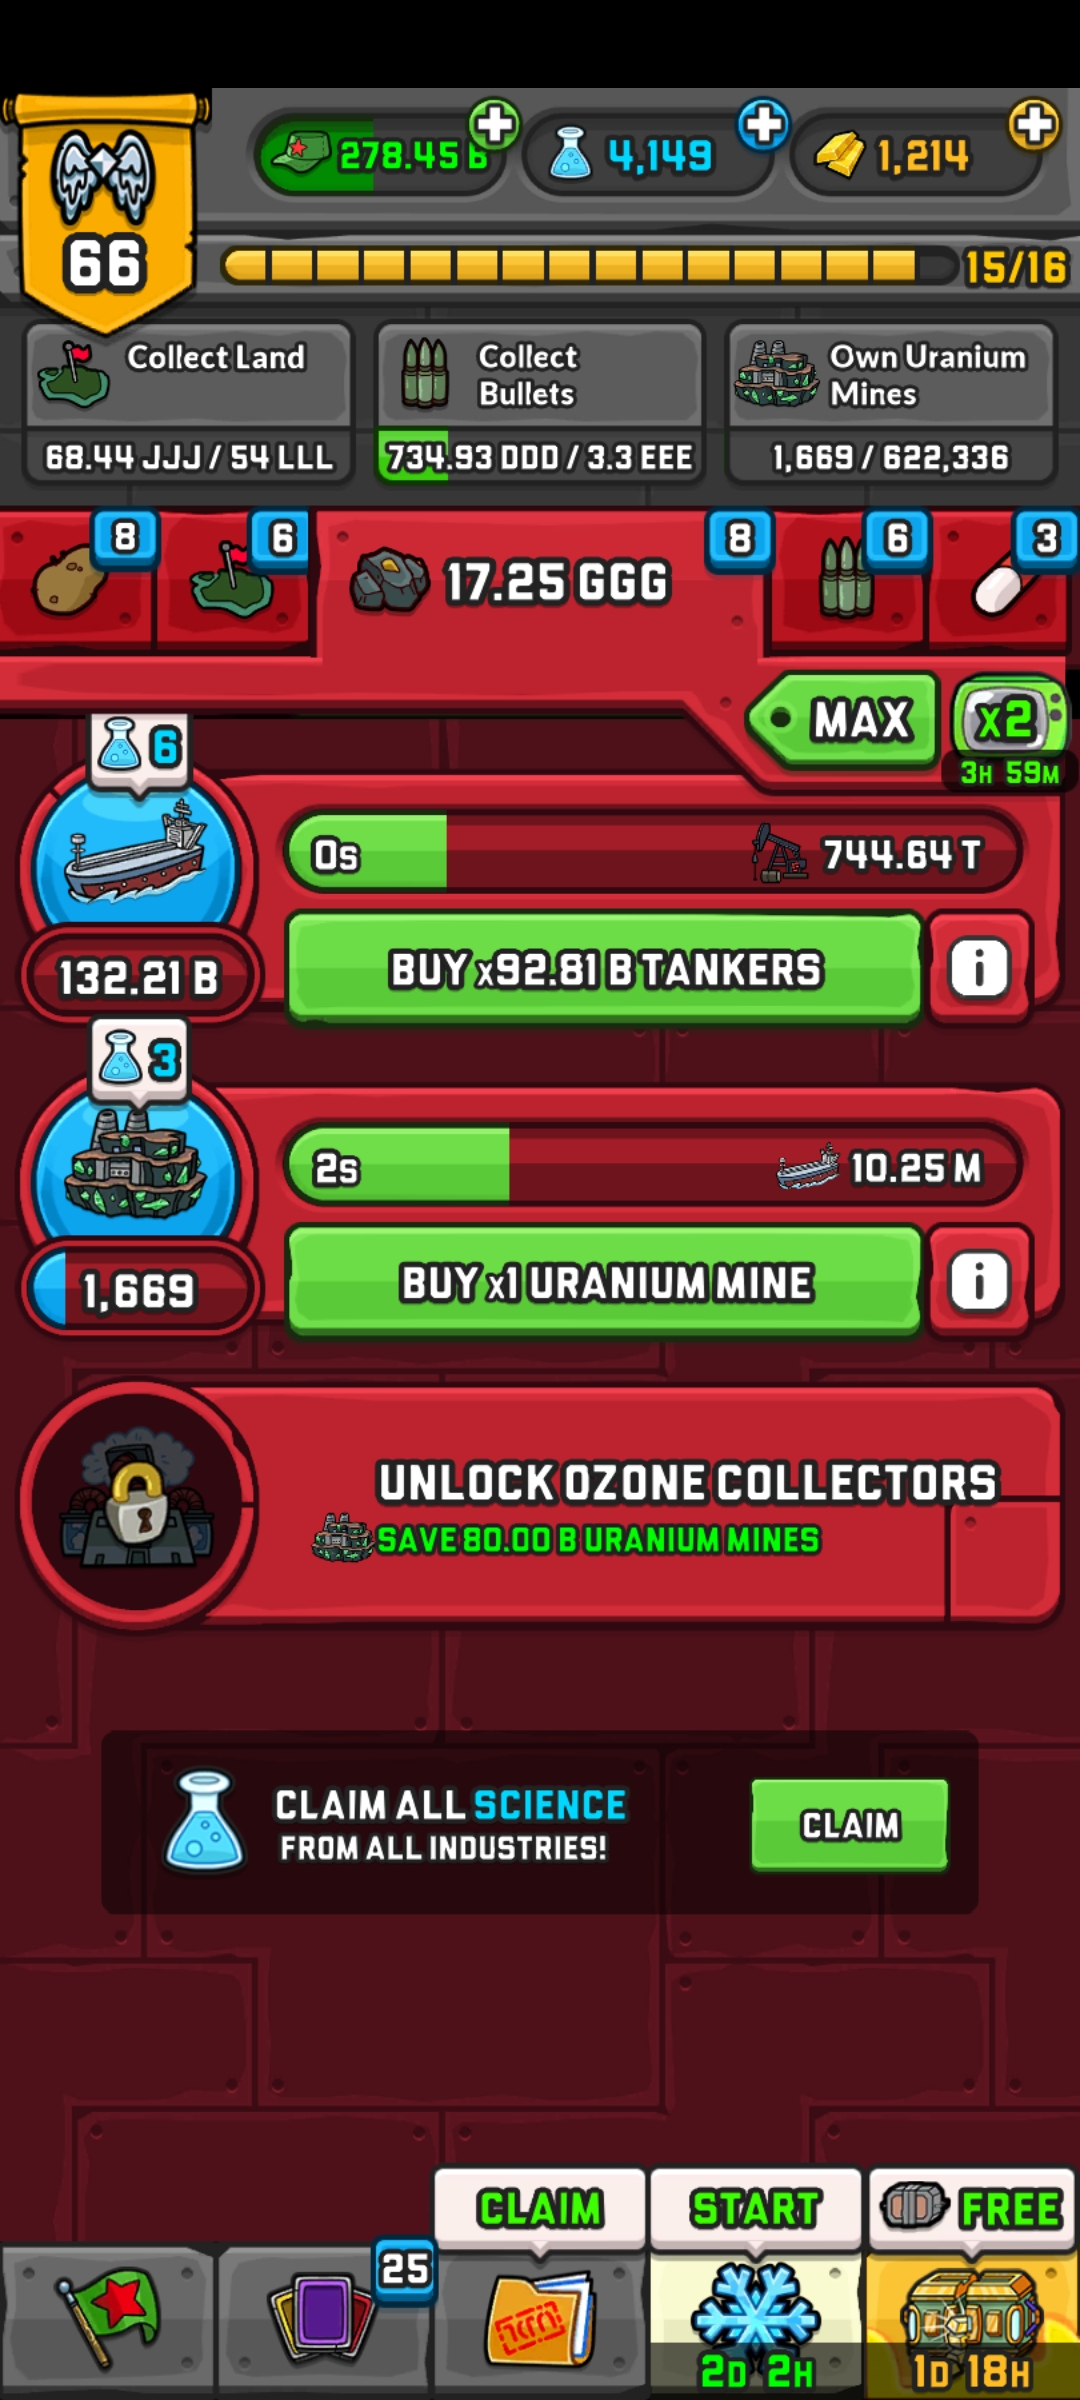 278.45 B
4,149
1,214
66
15/16
Collect Land
68.44 JJJ / 54 LLL
Collect
Bullets
734.93 DDD / 3.3 EEE
Own Uranium
Mines
1,669 / 622,336
8
6
17.25 GGG
8
6
3
MAX
x2
3H 59M
6
0s
744.64 T
132.21 B
BUY x92.81 B TANKERS
i
3
2s
10.25 M
1,669
BUY x1 URANIUM MINE
i
UNLOCK OZONE COLLECTORS
SAVE 80.00 B URANIUM MINES
CLAIM ALL SCIENCE
FROM ALL INDUSTRIES!
CLAIM
CLAIM
START
FREE
25
2D 2H
1D 18H